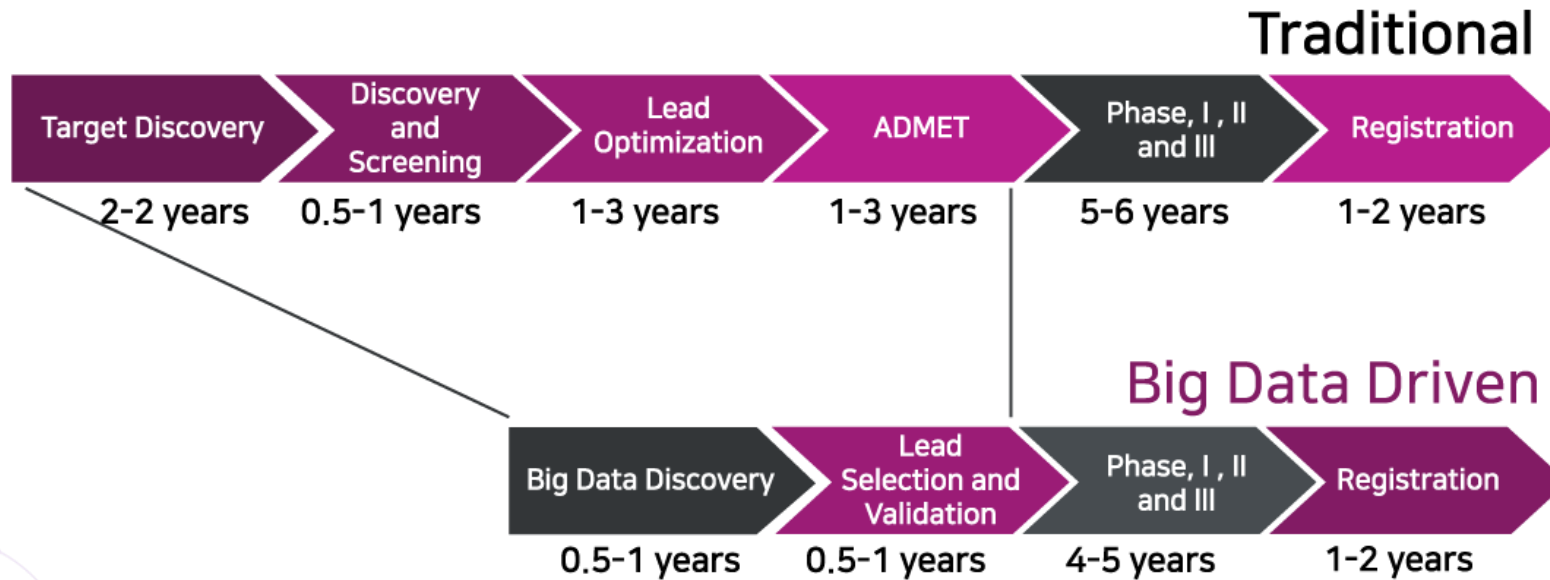 Traditional
Target Discovery
Discovery
and
Screening
Lead
Optimization
ADMET
Phase, I , II
and III
Registration
2-2 years
0.5-1 years
1-3 years
1-3 years
5-6 years
1-2 years
Big Data Driven
Big Data Discovery
Lead
Selection and
Validation
Phase, I , II
and III
Registration
0.5-1 years
0.5-1 years
4-5 years
1-2 years